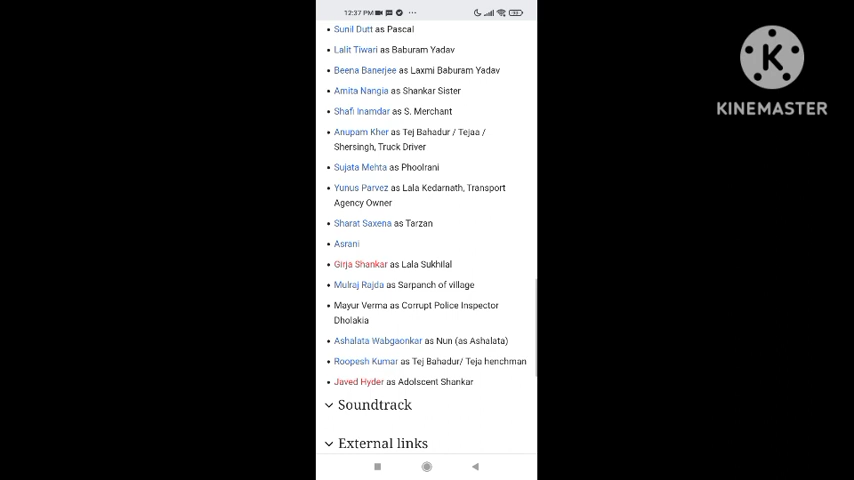 12:37 PM
Sunil Dutt as Pascal
Lalit Tiwari as Baburam Yadav
Beena Banerjee as Laxmi Baburam Yadav
Amita Nangia as Shankar Sister
Shafi Inamdar as S. Merchant
Anupam Kher as Tej Bahadur / Tejaa /
Shersingh, Truck Driver
Sujata Mehta as Phoolrani
Yunus Parvez as Lala Kedarnath, Transport
Agency Owner
Sharat Saxena as Tarzan
Asrani
Girja Shankar as Lala Sukhilal
Mulraj Rajda as Sarpanch of village
Mayur Verma as Corrupt Police Inspector
Dholakia
Ashalata Wabgaonkar as Nun (as Ashalata)
Roopesh Kumar as Tej Bahadur/ Teja henchman
Javed Hyder as Adolscent Shankar
Soundtrack
External links
K
KINEMASTER